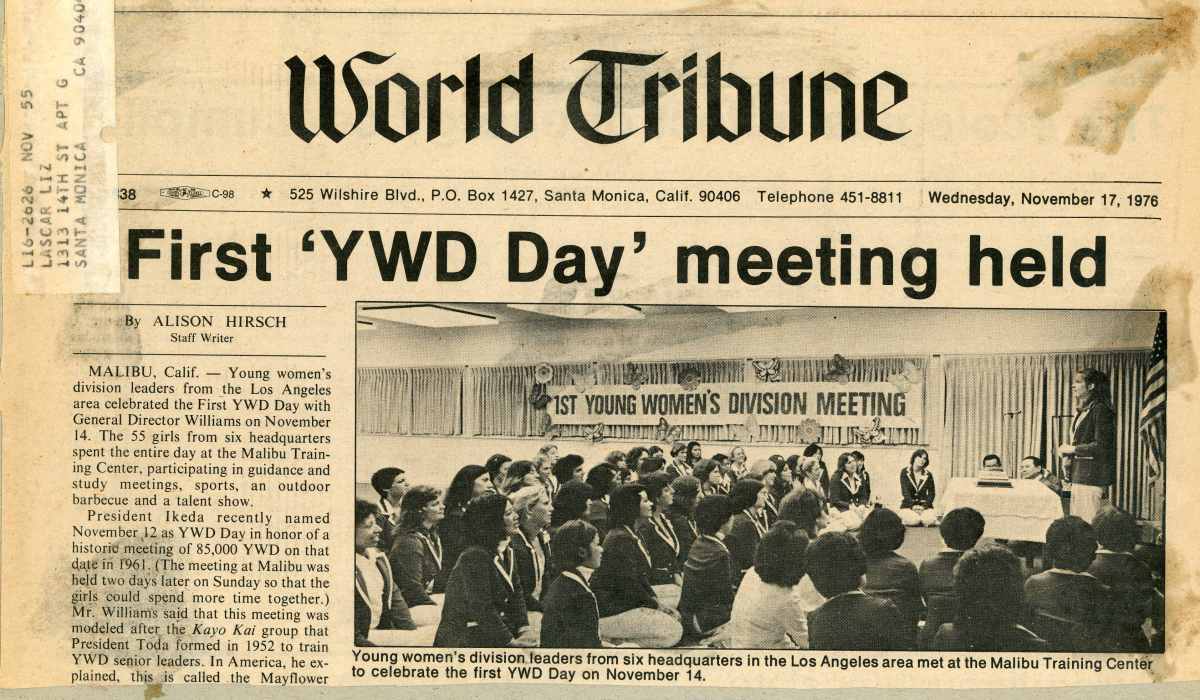 L16-2626 NOV 55
LASCAR LIZ
1313 14TH ST APT G
SANTA MONICA CA 9040
World Tribune
38 C-98 ★ 525 Wilshire Blvd., P.O. Box 1427, Santa Monica, Calif. 90406 Telephone 451-8811 Wednesday, November 17, 1976
First ‘YWD Day’ meeting held
By ALISON HIRSCH
Staff Writer
MALIBU, Calif. — Young women's
division leaders from the Los Angeles
area celebrated the First YWD Day with
General Director Williams on November
14. The 55 girls from six headquarters
spent the entire day at the Malibu Train-
ing Center, participating in guidance and
study meetings, sports, an outdoor
barbecue and a talent show.
President Ikeda recently named
November 12 as YWD Day in honor of a
historic meeting of 85,000 YWD on that
date in 1961. (The meeting at Malibu was
held two days later on Sunday so that the
girls could spend more time together.)
Mr. Williams said that this meeting was
modeled after the Kayo Kai group that
President Toda formed in 1952 to train
YWD senior leaders. In America, he ex-
plained, this is called the Mayflower
1ST YOUNG WOMEN'S DIVISION MEETING
Young women's division leaders from six headquarters in the Los Angeles area met at the Malibu Training Center
to celebrate the first YWD Day on November 14.